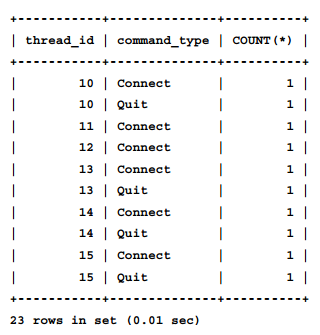 +-----------+--------------+----------+
| thread_id | command_type | COUNT(*) |
+-----------+--------------+----------+
|        10 | Connect      |        1 |
|        10 | Quit         |        1 |
|        11 | Connect      |        1 |
|        12 | Connect      |        1 |
|        13 | Connect      |        1 |
|        13 | Quit         |        1 |
|        14 | Connect      |        1 |
|        14 | Quit         |        1 |
|        15 | Connect      |        1 |
|        15 | Quit         |        1 |
+-----------+--------------+----------+
23 rows in set (0.01 sec)